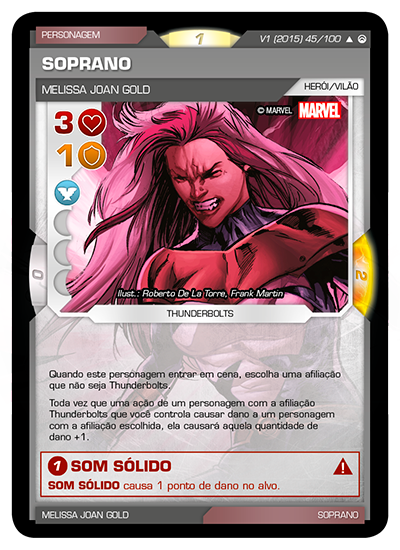 PERSONAGEM
1
V1 (2015) 45/100
SOPRANO
MELISSA JOAN GOLD
HERÓI/VILÃO
3
© MARVEL MARVEL
1
0
2
Ilust.: Roberto De La Torre, Frank Martin
THUNDERBOLTS
Quando este personagem entrar em cena, escolha uma afiliação
que não seja Thunderbolts.
Toda vez que uma ação de um personagem com a afiliação
Thunderbolts que você controla causar dano a um personagem
com a afiliação escolhida, ela causará aquela quantidade de
dano +1.
1 SOM SÓLIDO
SOM SÓLIDO causa 1 ponto de dano no alvo.
MELISSA JOAN GOLD
SOPRANO